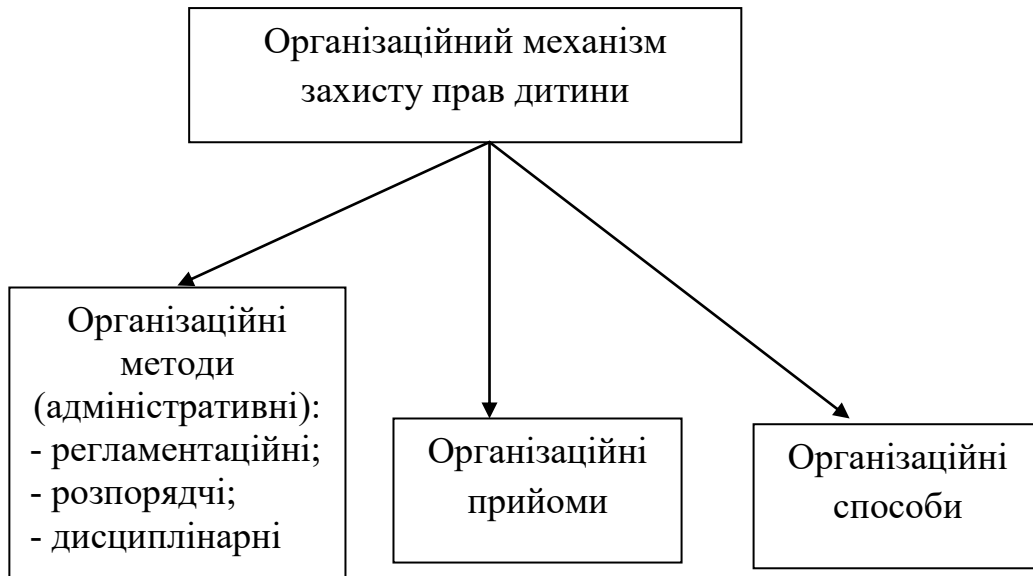 Організаційний механізм
захисту прав дитини
Організаційні
методи
(адміністративні):
- регламентаційні;
- розпорядчі;
- дисциплінарні
Організаційні
прийоми
Організаційні
способи